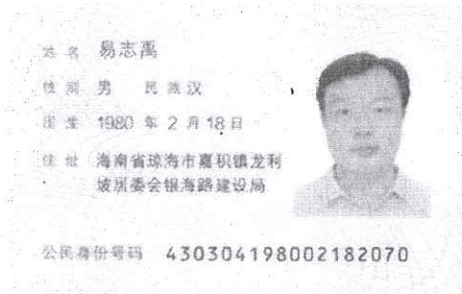 姓名 易志禹
性别 男 民族 汉
出生 1980 年 2 月 18 日
住址 海南省琼海市嘉积镇龙利
坡居委会银海路建设局
公民身份号码 430304198002182070